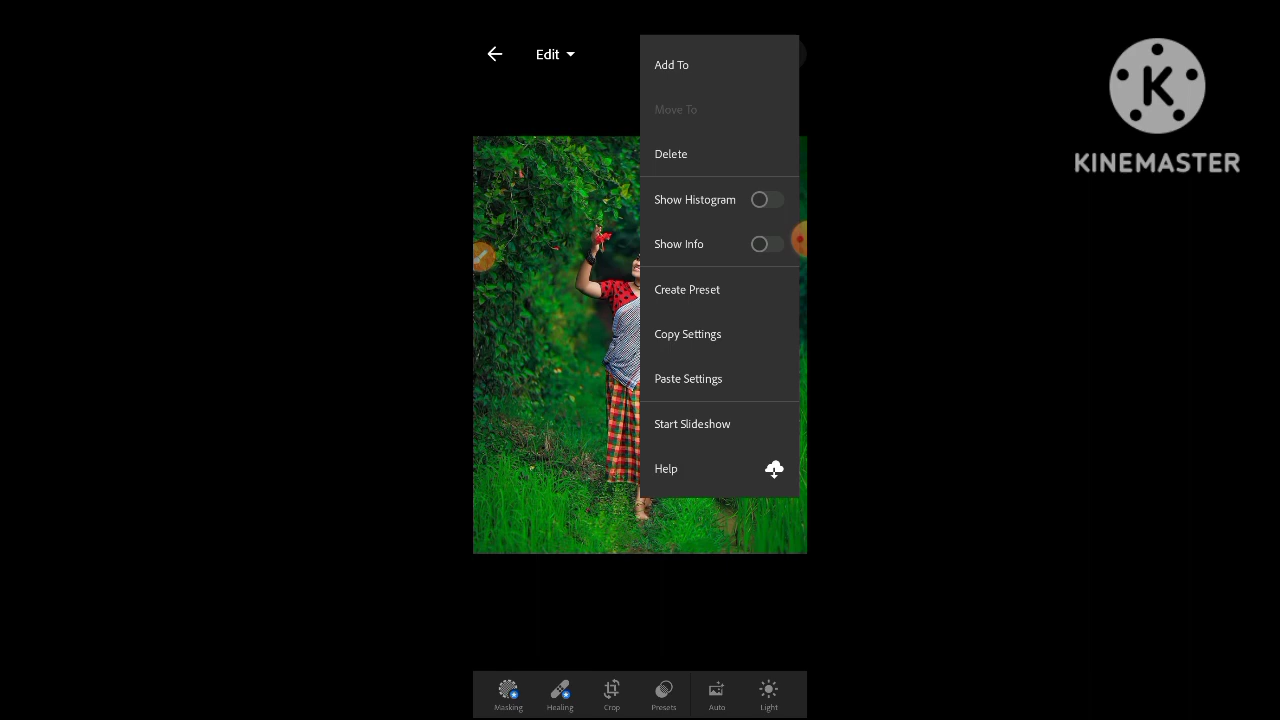 Edit
Add To
Move To
Delete
Show Histogram
Show Info
Create Preset
Copy Settings
Paste Settings
Start Slideshow
Help
K
KINEMASTER
Masking
Healing
Crop
Presets
Auto
Light